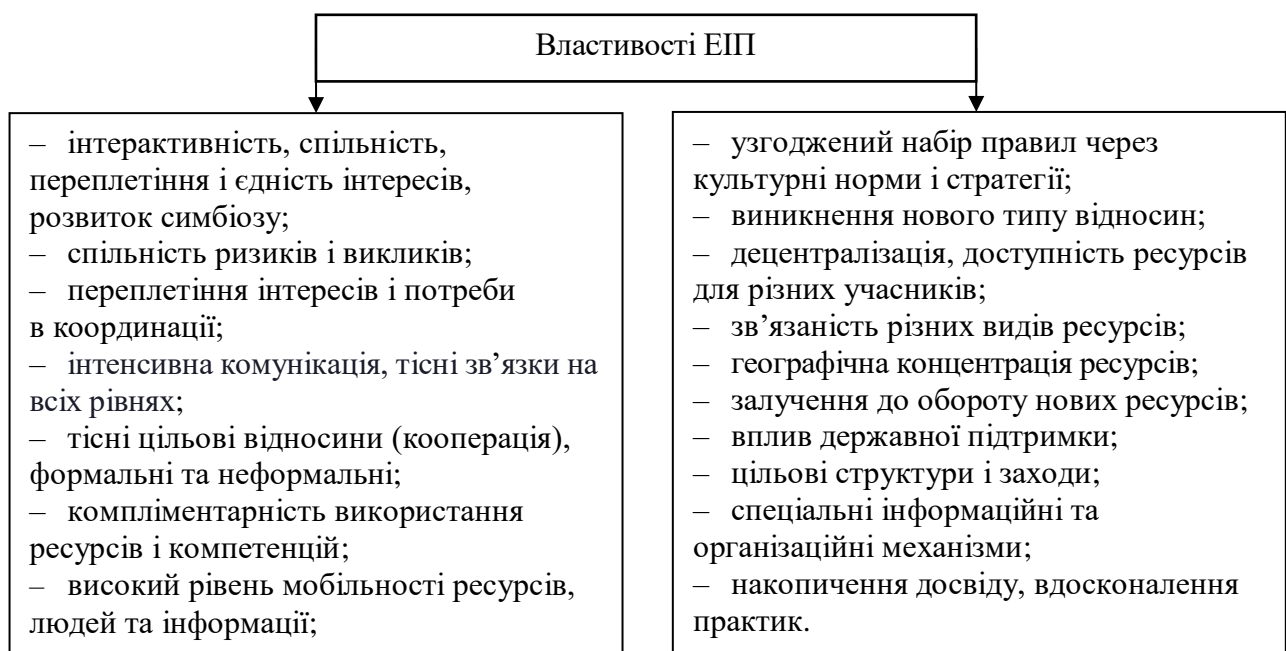 Властивості ЕІП
– інтерактивність, спільність,
переплетіння і єдність інтересів,
розвиток симбіозу;
– спільність ризиків і викликів;
– переплетіння інтересів і потреби
в координації;
– інтенсивна комунікація, тісні зв’язки на
всіх рівнях;
– тісні цільові відносини (кооперація),
формальні та неформальні;
– компліментарність використання
ресурсів і компетенцій;
– високий рівень мобільності ресурсів,
людей та інформації;
– узгоджений набір правил через
культурні норми і стратегії;
– виникнення нового типу відносин;
– децентралізація, доступність ресурсів
для різних учасників;
– зв’язаність різних видів ресурсів;
– географічна концентрація ресурсів;
– залучення до обороту нових ресурсів;
– вплив державної підтримки;
– цільові структури і заходи;
– спеціальні інформаційні та
організаційні механізми;
– накопичення досвіду, вдосконалення
практик.